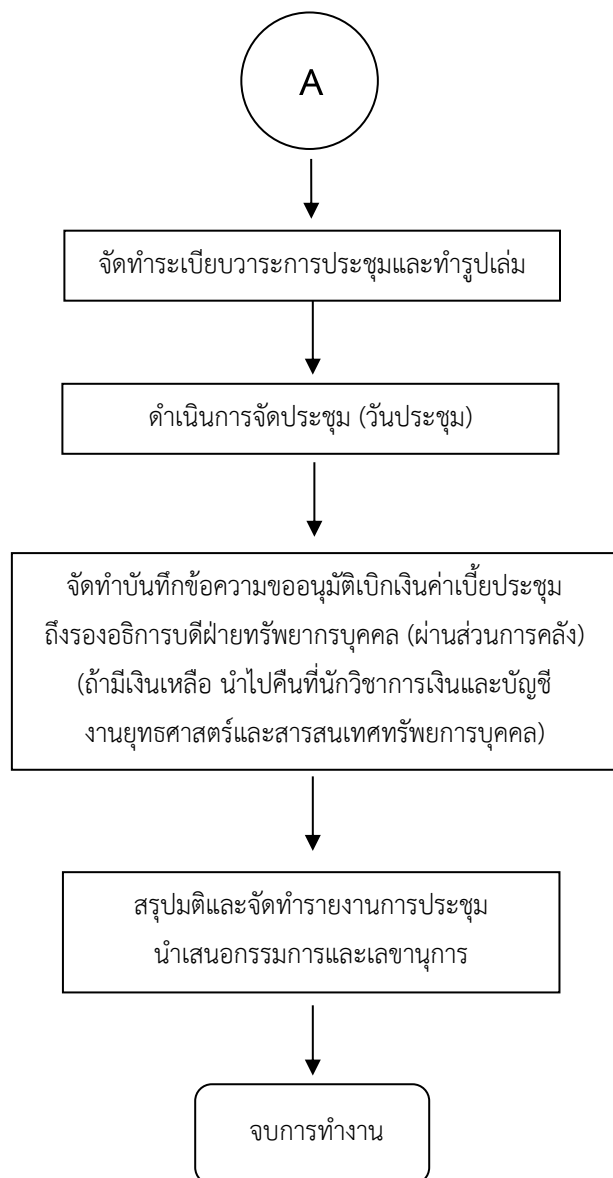 A
จัดทำระเบียบวาระการประชุมและทำรูปเล่ม
ดำเนินการจัดประชุม (วันประชุม)
จัดทำบันทึกข้อความขออนุมัติเบิกเงินค่าเบี้ยประชุม
ถึงรองอธิการบดีฝ่ายทรัพยากรบุคคล (ผ่านส่วนการคลัง)
(ถ้ามีเงินเหลือ นำไปคืนที่นักวิชาการเงินและบัญชี
งานยุทธศาสตร์และสารสนเทศทรัพยการบุคคล)
สรุปมติและจัดทำรายงานการประชุม
นำเสนอกรรมการและเลขานุการ
จบการทำงาน